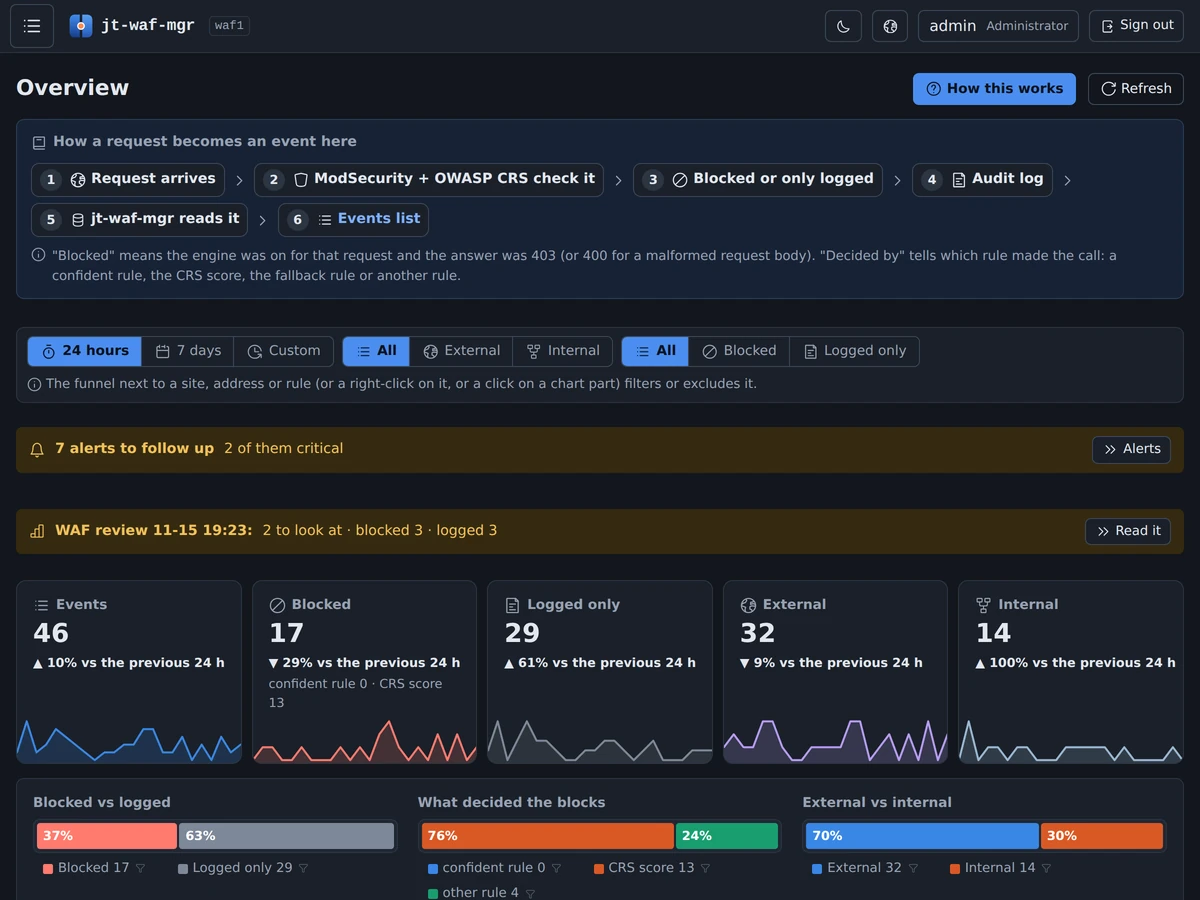 jt-waf-mgr waf1 admin Administrator Sign out
Overview How this works Refresh
How a request becomes an event here
1 Request arrives 2 ModSecurity + OWASP CRS check it 3 Blocked or only logged 4 Audit log
5 jt-waf-mgr reads it 6 Events list
"Blocked" means the engine was on for that request and the answer was 403 (or 400 for a malformed request body). "Decided by" tells which rule made the call: a
confident rule, the CRS score, the fallback rule or another rule.
24 hours 7 days Custom All External Internal All Blocked Logged only
The funnel next to a site, address or rule (or a right-click on it, or a click on a chart part) filters or excludes it.
7 alerts to follow up 2 of them critical Alerts
WAF review 11-15 19:23: 2 to look at · blocked 3 · logged 3 Read it
Events
46
▲ 10% vs the previous 24 h
Blocked
17
▼ 29% vs the previous 24 h
confident rule 0 · CRS score
13
Logged only
29
▲ 61% vs the previous 24 h
External
32
▼ 9% vs the previous 24 h
Internal
14
▲ 100% vs the previous 24 h
Blocked vs logged
37% 63%
Blocked 17 Logged only 29
What decided the blocks
76% 24%
confident rule 0 CRS score 13
other rule 4
External vs internal
70% 30%
External 32 Internal 14